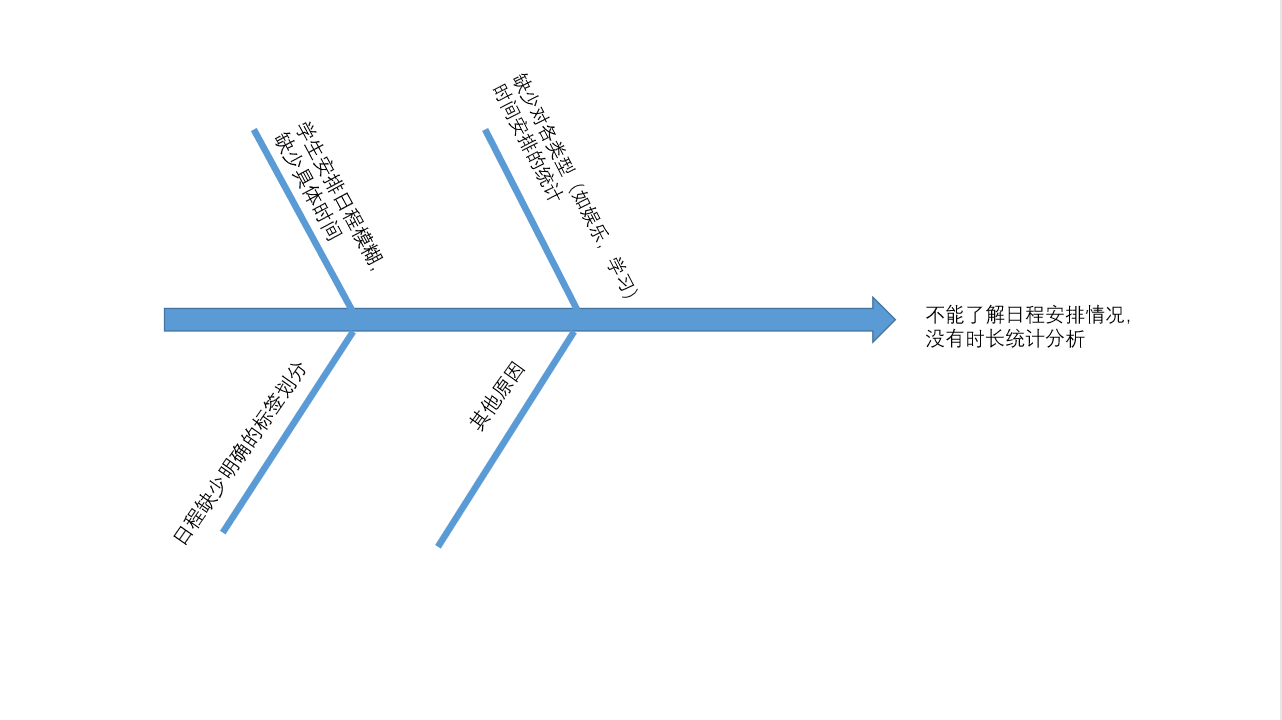 学生安排日程模糊，
缺少具体时间
缺少对各类型（如娱乐，学习）
时间安排的统计
不能了解日程安排情况，
没有时长统计分析
日程缺少明确的标签划分
其他原因